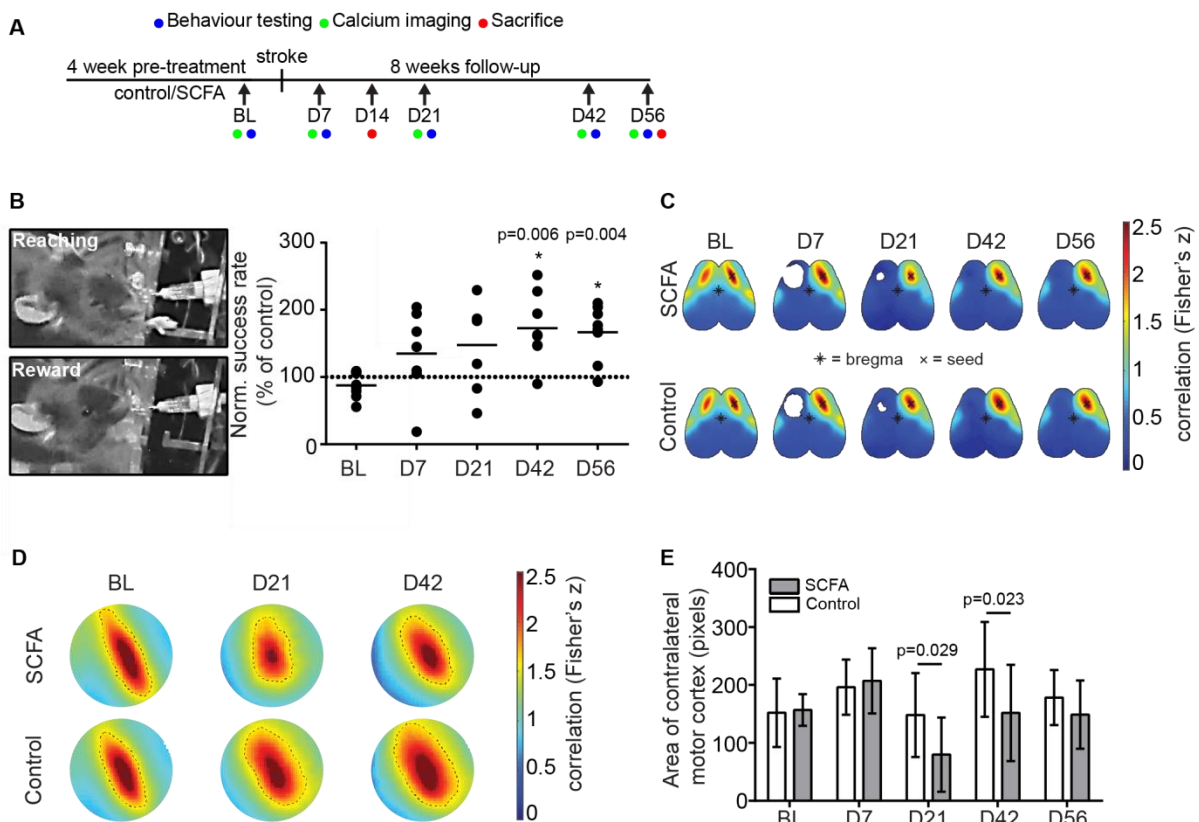 A
Behaviour testing Calcium imaging Sacrifice
4 week pre-treatment stroke 8 weeks follow-up
control/SCFA
BL D7 D14 D21 D42 D56
B
Reaching
Reward
Norm. success rate
(% of control)
300
200
100
0
p=0.006 p=0.004
* *
BL D7 D21 D42 D56
C
BL D7 D21 D42 D56
SCFA
✳ = bregma × = seed
Control
2.5
2
1.5
1
0.5
0
correlation (Fisher's z)
D
BL D21 D42
SCFA
Control
2.5
2
1.5
1
0.5
0
correlation (Fisher's z)
E
Area of contralateral
motor cortex (pixels)
400
300
200
100
0
SCFA
Control
p=0.029
p=0.023
BL D7 D21 D42 D56